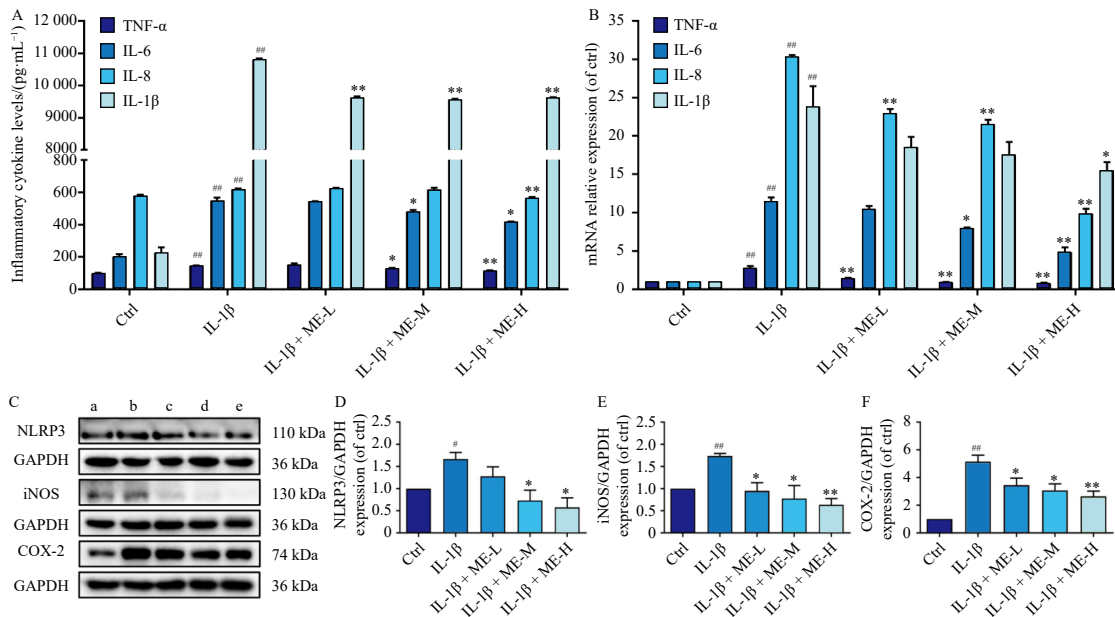 A
Inflammatory cytokine levels/(pg·mL⁻¹)
12 000
11 000
10 000
9000
8000
600
400
200
0
TNF-α
IL-6
IL-8
IL-1β
## ## ## ##
**
* * **
** * ** **
Ctrl
IL-1β
IL-1β + ME-L
IL-1β + ME-M
IL-1β + ME-H
B
mRNA relative expression (of ctrl)
35
30
25
20
15
10
5
0
TNF-α
IL-6
IL-8
IL-1β
## ## ## ##
** **
** * **
** ** ** *
Ctrl
IL-1β
IL-1β + ME-L
IL-1β + ME-M
IL-1β + ME-H
C
a b c d e
NLRP3 110 kDa
GAPDH 36 kDa
iNOS 130 kDa
GAPDH 36 kDa
COX-2 74 kDa
GAPDH 36 kDa
D
NLRP3/GAPDH
expression (of ctrl)
2.5
2.0
1.5
1.0
0.5
0
# * *
Ctrl
IL-1β
IL-1β + ME-L
IL-1β + ME-M
IL-1β + ME-H
E
iNOS/GAPDH
expression (of ctrl)
2.5
2.0
1.5
1.0
0.5
0
## * * **
Ctrl
IL-1β
IL-1β + ME-L
IL-1β + ME-M
IL-1β + ME-H
F
COX-2/GAPDH
expression (of ctrl)
8
6
4
2
0
## * * **
Ctrl
IL-1β
IL-1β + ME-L
IL-1β + ME-M
IL-1β + ME-H